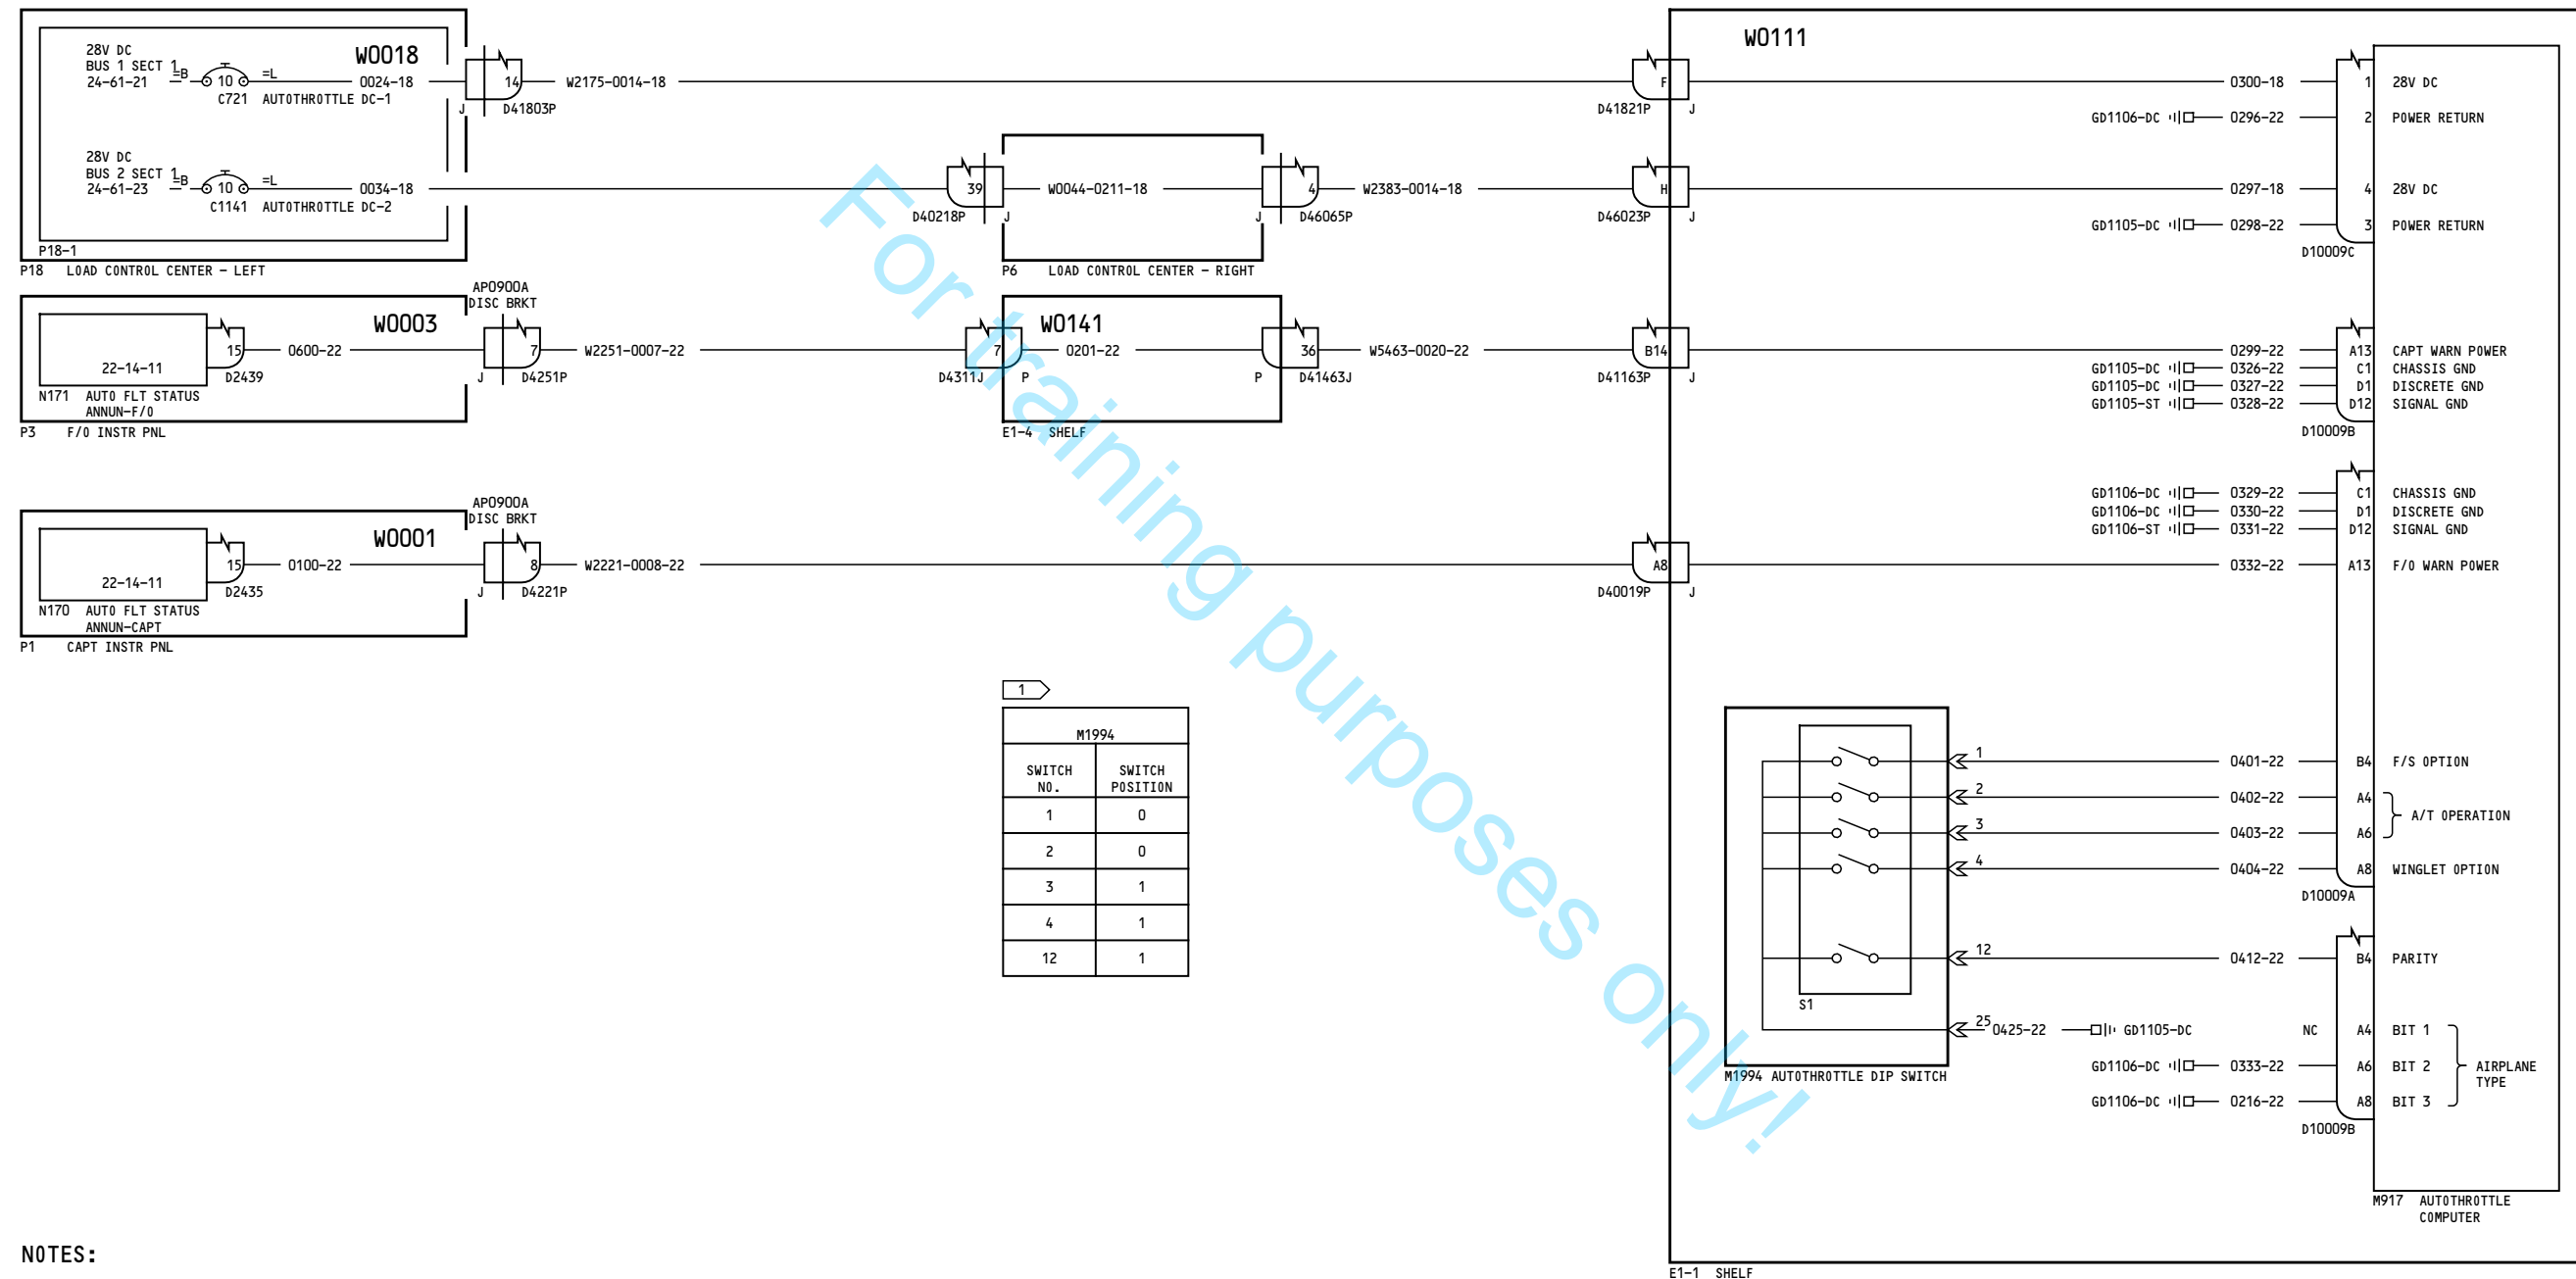 28V DC
BUS 1 SECT 1
24-61-21
=B
10
=L
C721 AUTOTHROTTLE DC-1
W0018
0024-18
14
J
D41803P
W2175-0014-18
28V DC
BUS 2 SECT 1
24-61-23
=B
10
=L
C1141 AUTOTHROTTLE DC-2
0034-18
P18-1
P18 LOAD CONTROL CENTER - LEFT
39
D40218P
J
W0044-0211-18
4
J
D46065P
W2383-0014-18
P6 LOAD CONTROL CENTER - RIGHT
22-14-11
N171 AUTO FLT STATUS
ANNUN-F/O
15
D2439
0600-22
W0003
AP0900A
DISC BRKT
7
J
D4251P
W2251-0007-22
P3 F/O INSTR PNL
7
D4311J
P
W0141
0201-22
36
P
D41463J
W5463-0020-22
E1-4 SHELF
22-14-11
N170 AUTO FLT STATUS
ANNUN-CAPT
15
D2435
0100-22
W0001
AP0900A
DISC BRKT
8
J
D4221P
W2221-0008-22
P1 CAPT INSTR PNL
1
M1994
SWITCH NO. SWITCH POSITION
1 0
2 0
3 1
4 1
12 1
W0111
F
D41821P
J
H
D46023P
J
B14
D41163P
J
A8
D40019P
J
0300-18 1 28V DC
GD1106-DC 0296-22 2 POWER RETURN
0297-18 4 28V DC
GD1105-DC 0298-22 3 POWER RETURN
D10009C
0299-22 A13 CAPT WARN POWER
GD1105-DC 0326-22 C1 CHASSIS GND
GD1105-DC 0327-22 D1 DISCRETE GND
GD1105-ST 0328-22 D12 SIGNAL GND
D10009B
GD1106-DC 0329-22 C1 CHASSIS GND
GD1106-DC 0330-22 D1 DISCRETE GND
GD1106-ST 0331-22 D12 SIGNAL GND
0332-22 A13 F/O WARN POWER
1 0401-22 B4 F/S OPTION
2 0402-22 A4
A/T OPERATION
3 0403-22 A6
4 0404-22 A8 WINGLET OPTION
D10009A
12 0412-22 B4 PARITY
S1
25 0425-22 GD1105-DC
NC A4 BIT 1
GD1106-DC 0333-22 A6 BIT 2
AIRPLANE
TYPE
GD1106-DC 0216-22 A8 BIT 3
D10009B
M1994 AUTOTHROTTLE DIP SWITCH
M917 AUTOTHROTTLE
COMPUTER
E1-1 SHELF
NOTES:
For training purposes only!